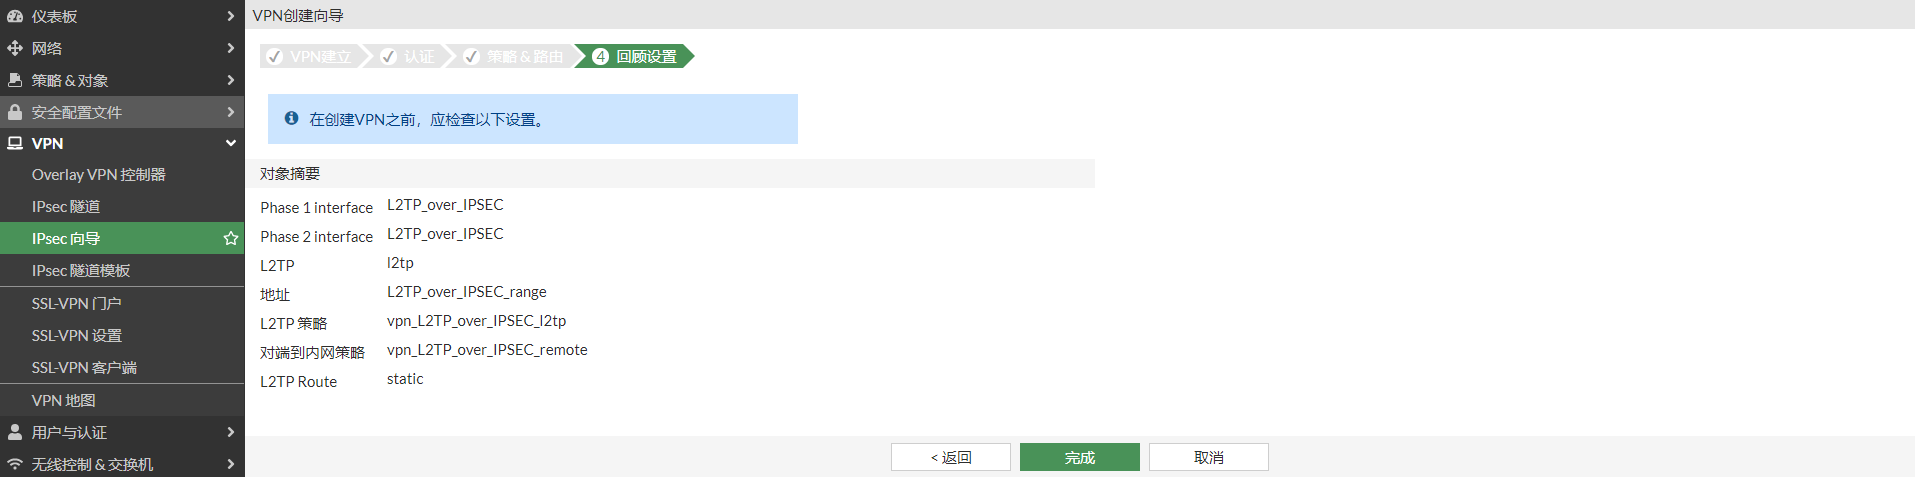 仪表板
网络
策略 & 对象
安全配置文件
VPN
Overlay VPN 控制器
IPsec 隧道
IPsec 向导
IPsec 隧道模板
SSL-VPN 门户
SSL-VPN 设置
SSL-VPN 客户端
VPN 地图
用户与认证
无线控制 & 交换机
VPN创建向导
VPN建立 认证 策略 & 路由 4 回顾设置
在创建VPN之前，应检查以下设置。
对象摘要
Phase 1 interface L2TP_over_IPSEC
Phase 2 interface L2TP_over_IPSEC
L2TP l2tp
地址 L2TP_over_IPSEC_range
L2TP 策略 vpn_L2TP_over_IPSEC_l2tp
对端到内网策略 vpn_L2TP_over_IPSEC_remote
L2TP Route static
< 返回 完成 取消